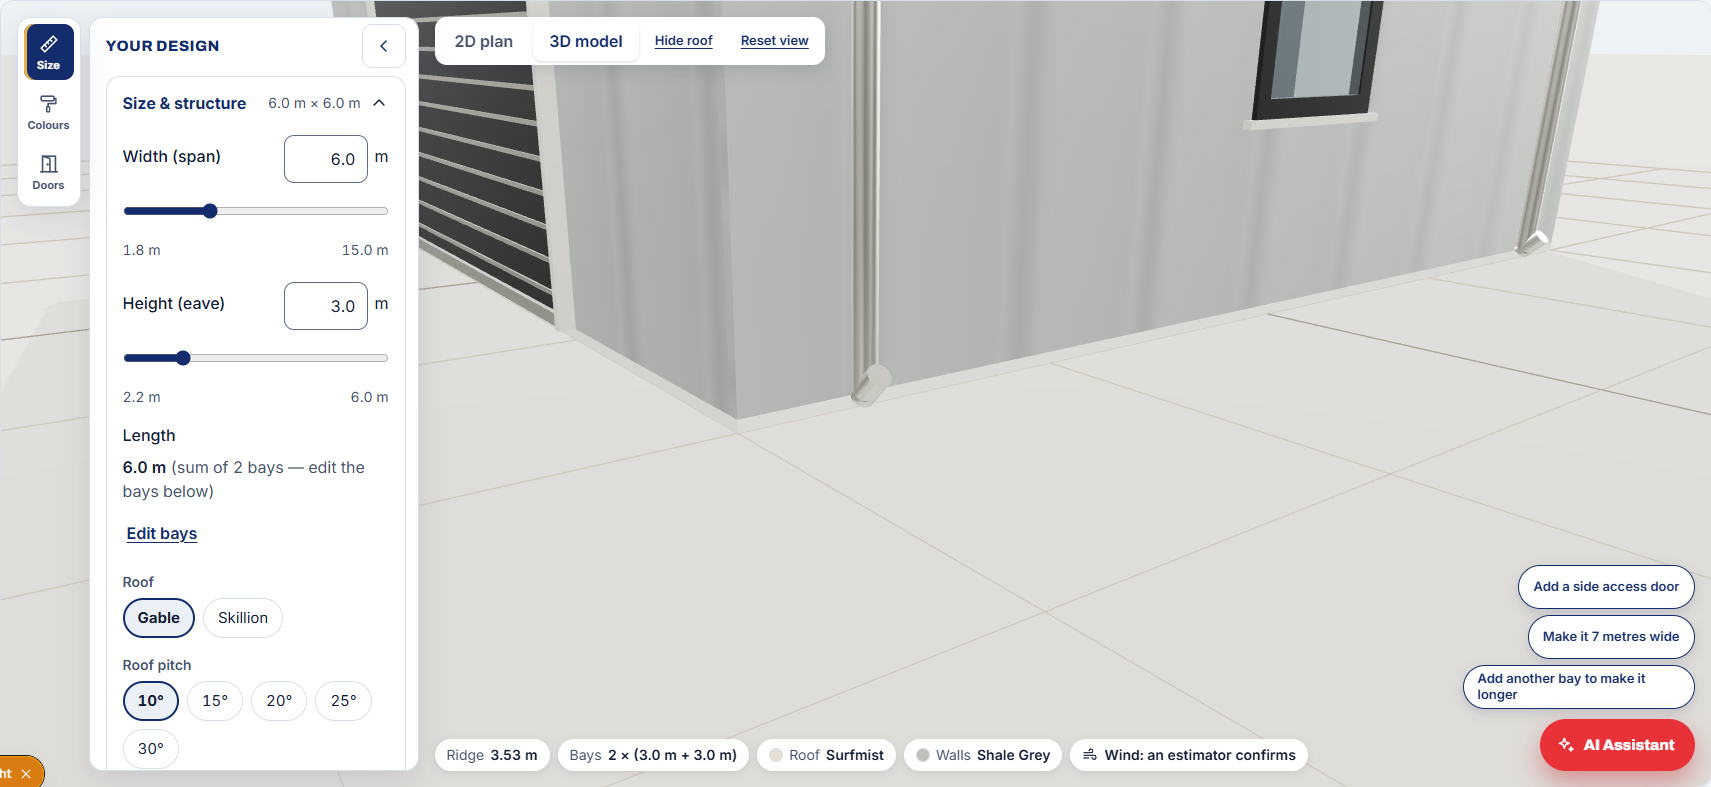 Size
Colours
Doors
YOUR DESIGN
Size & structure 6.0 m × 6.0 m
Width (span) 6.0 m
1.8 m 15.0 m
Height (eave) 3.0 m
2.2 m 6.0 m
Length
6.0 m (sum of 2 bays — edit the
bays below)
Edit bays
Roof
Gable Skillion
Roof pitch
10° 15° 20° 25°
30°
2D plan 3D model Hide roof Reset view
Add a side access door
Make it 7 metres wide
Add another bay to make it
longer
AI Assistant
Ridge 3.53 m Bays 2 × (3.0 m + 3.0 m) Roof Surfmist Walls Shale Grey Wind: an estimator confirms